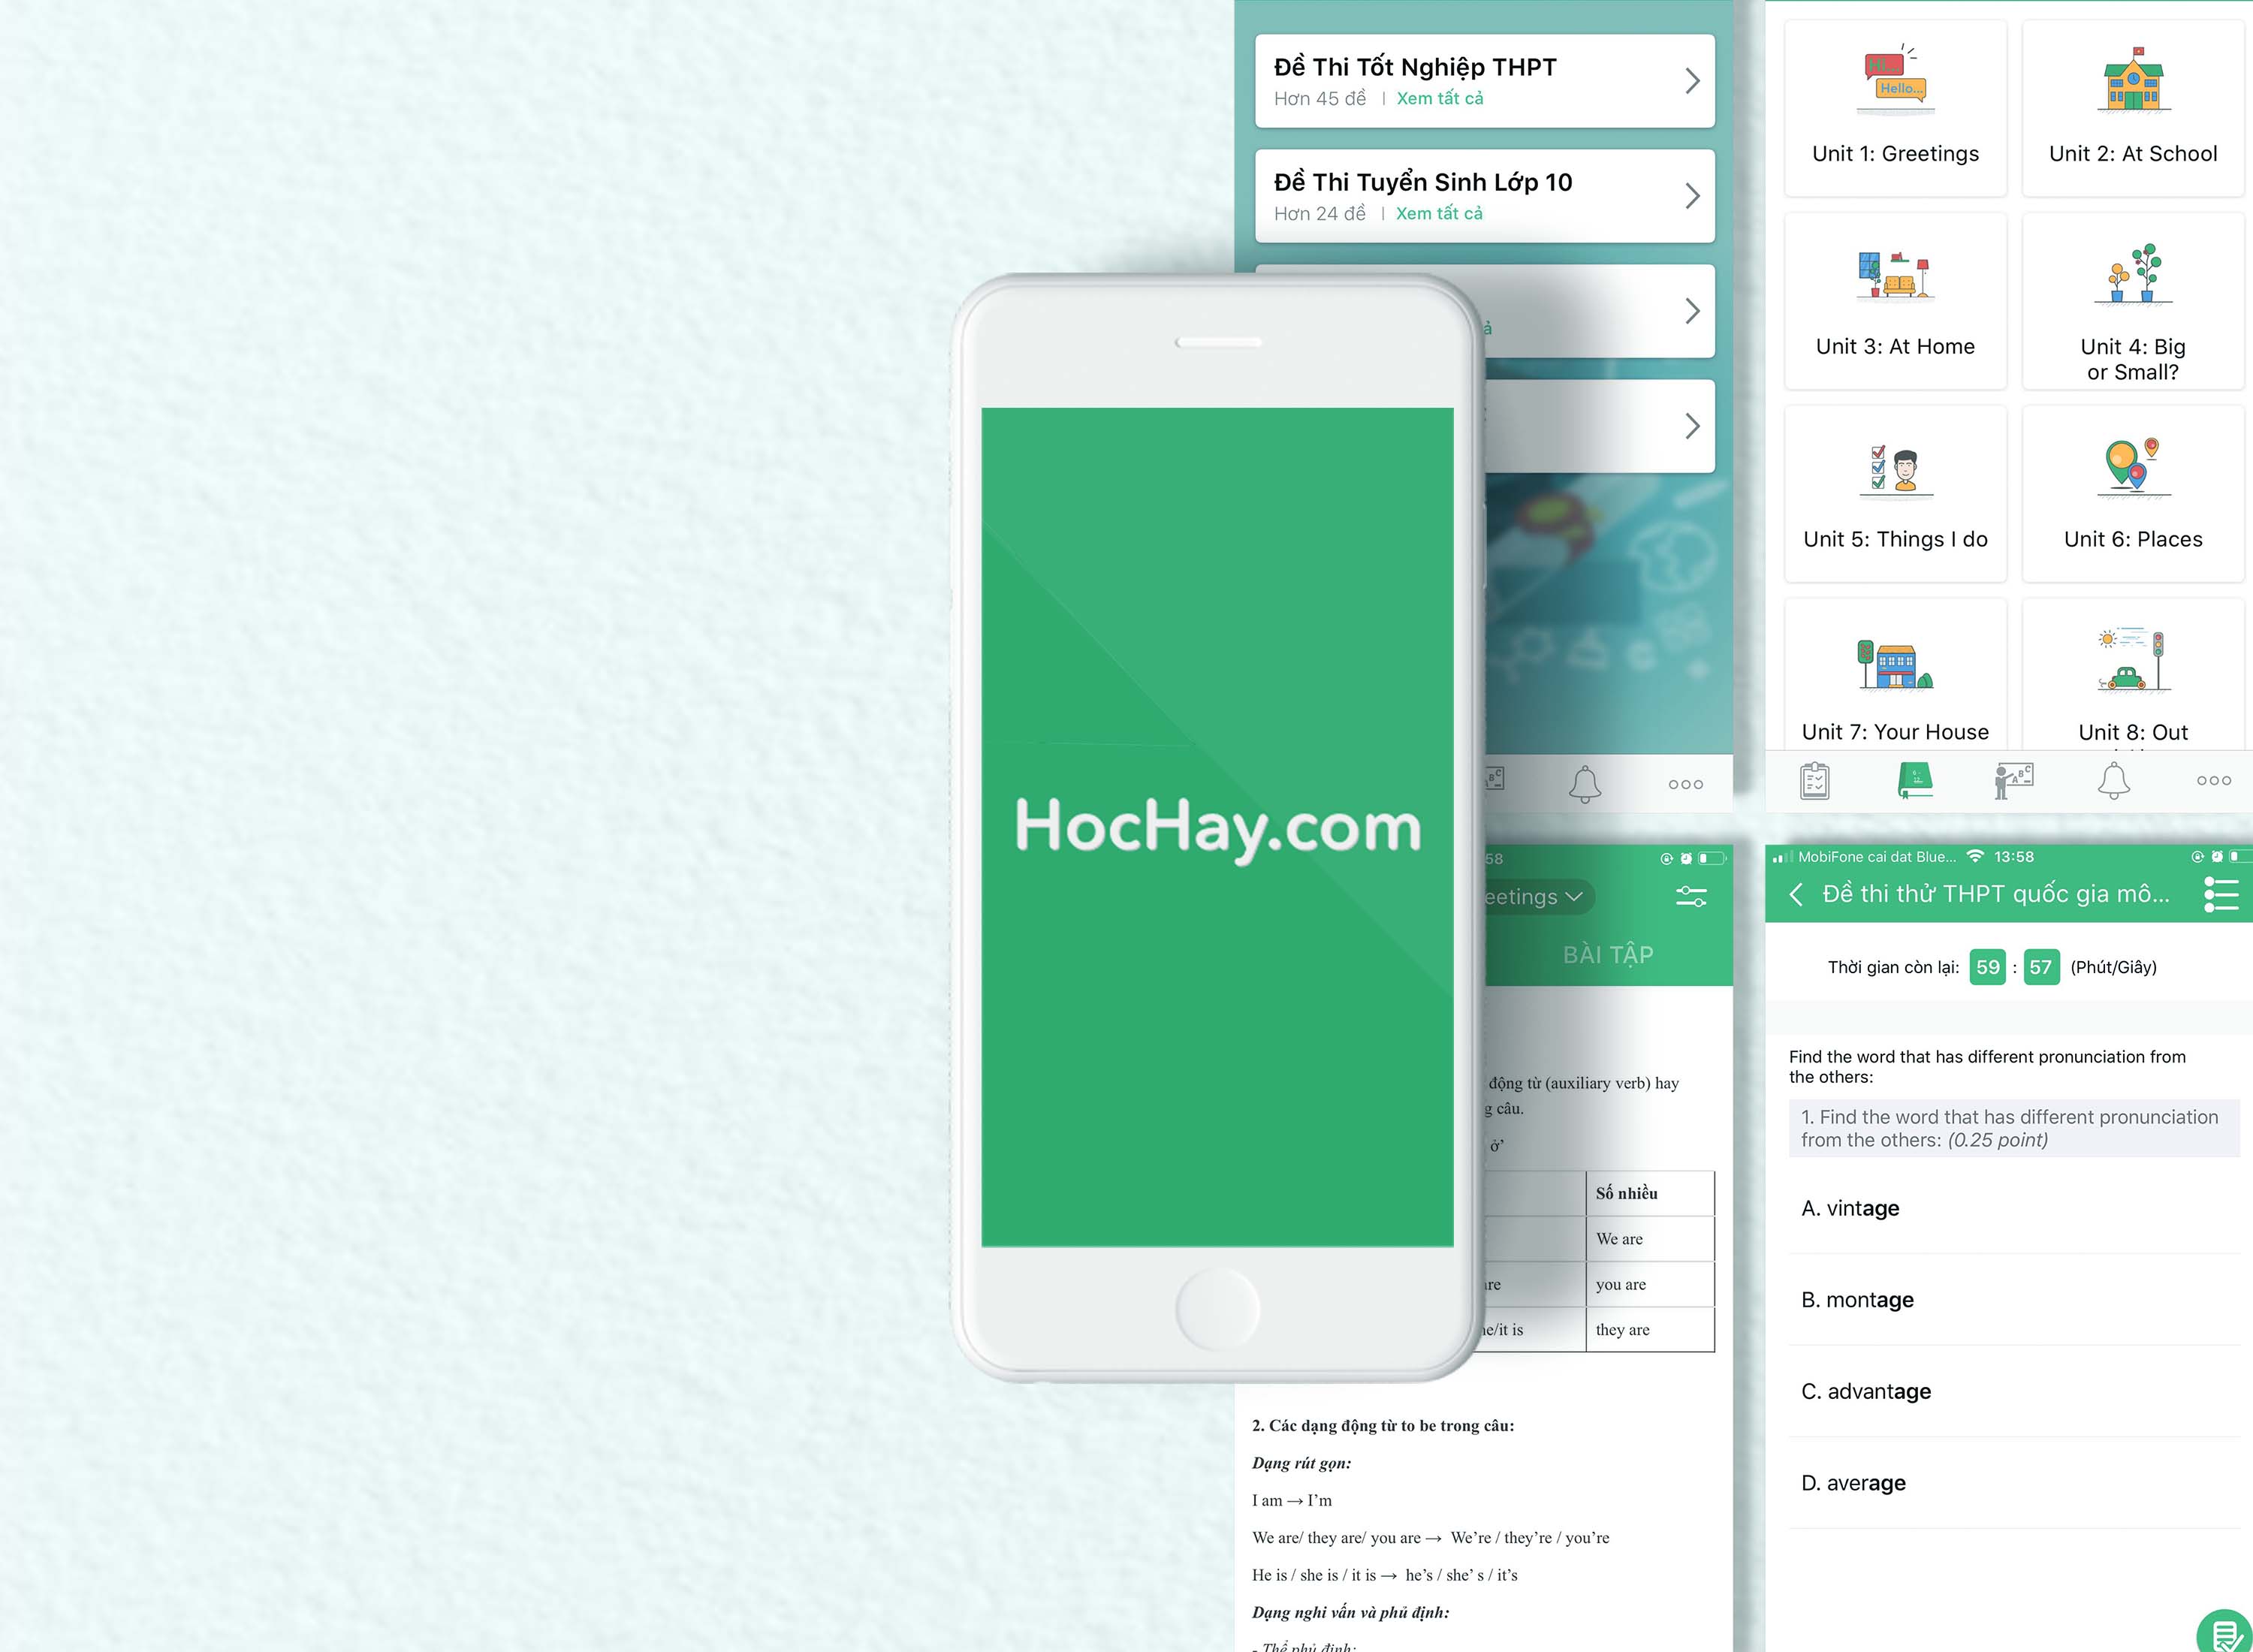 Đề Thi Tốt Nghiệp THPT
Hơn 45 đề | Xem tất cả
Đề Thi Tuyển Sinh Lớp 10
Hơn 24 đề | Xem tất cả
Hi...
Hello...
Unit 1: Greetings
Unit 2: At School
Unit 3: At Home
Unit 4: Big
or Small?
Unit 5: Things I do
Unit 6: Places
Unit 7: Your House
Unit 8: Out
HocHay.com
58
BÀI TẬP
động từ (auxiliary verb) hay
câu.
ở’
Số nhiều
We are
you are
it is
they are
2. Các dạng động từ to be trong câu:
Dạng rút gọn:
I am → I’m
We are/ they are/ you are → We’re / they’re / you’re
He is / she is / it is → he’s / she’ s / it’s
Dạng nghi vấn và phủ định:
- Thể phủ định:
MobiFone cai dat Blue... 13:58
Đề thi thử THPT quốc gia mô...
Thời gian còn lại: 59 : 57 (Phút/Giây)
Find the word that has different pronunciation from
the others:
1. Find the word that has different pronunciation
from the others: (0.25 point)
A. vintage
B. montage
C. advantage
D. average